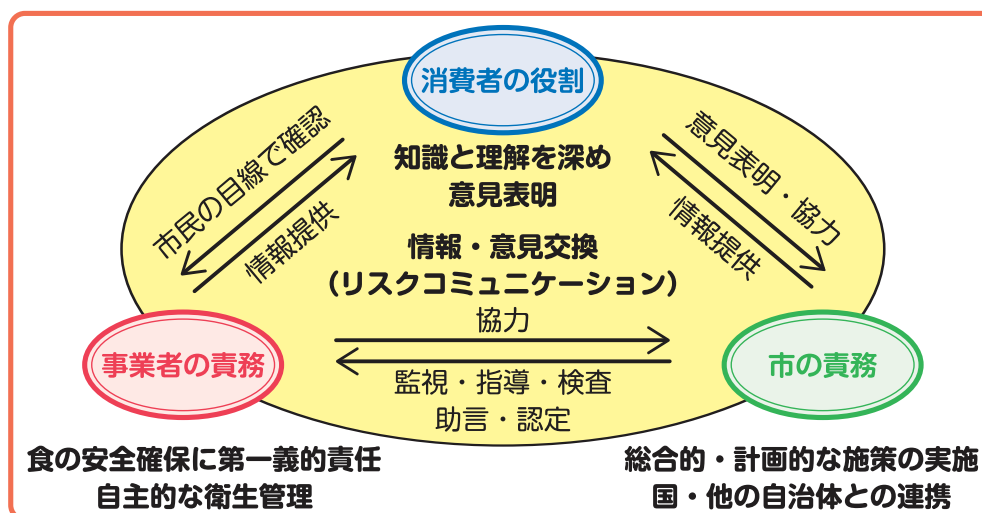 消費者の役割
知識と理解を深め
意見表明
市民の目線で確認
情報提供
意見表明・協力
情報提供
情報・意見交換
（リスクコミュニケーション）
協力
監視・指導・検査
助言・認定
事業者の責務
食の安全確保に第一義的責任
自主的な衛生管理
市の責務
総合的・計画的な施策の実施
国・他の自治体との連携